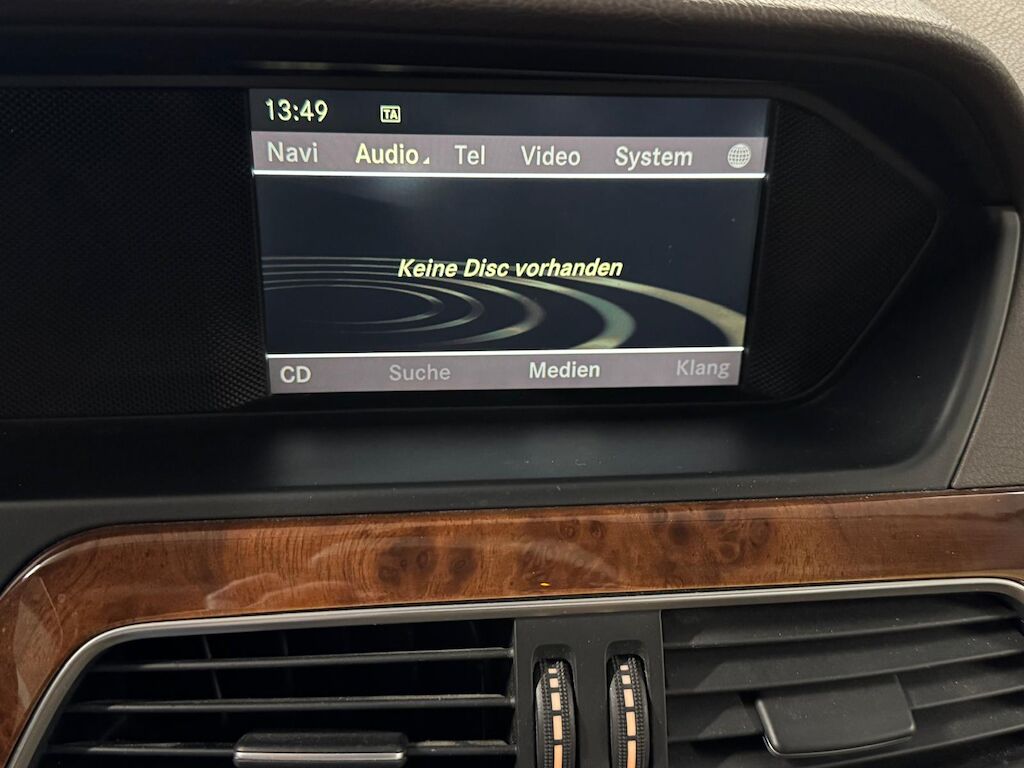 13:49 TA
Navi Audio Tel Video System
Keine Disc vorhanden
CD Suche Medien Klang